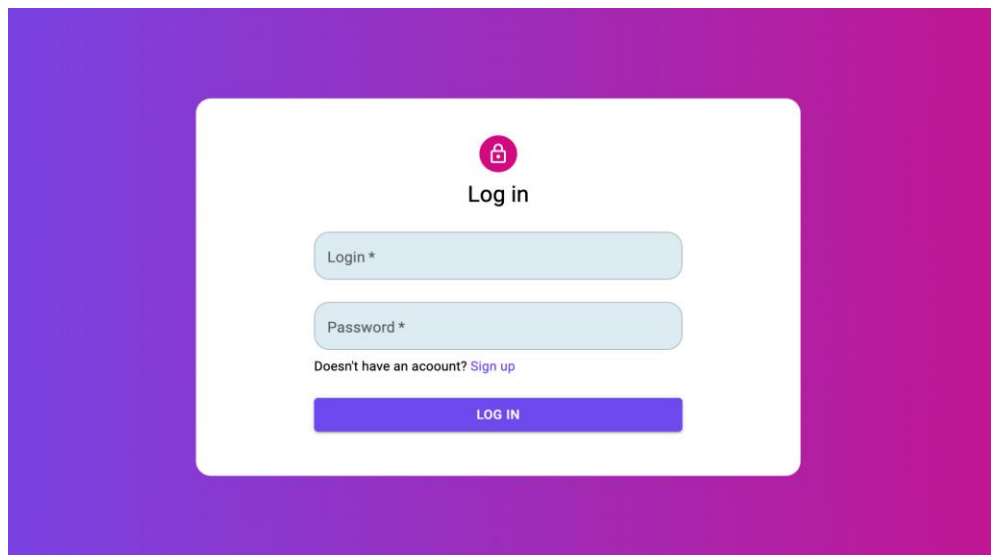 Log in
Login *
Password *
Doesn't have an acoount? Sign up
LOG IN